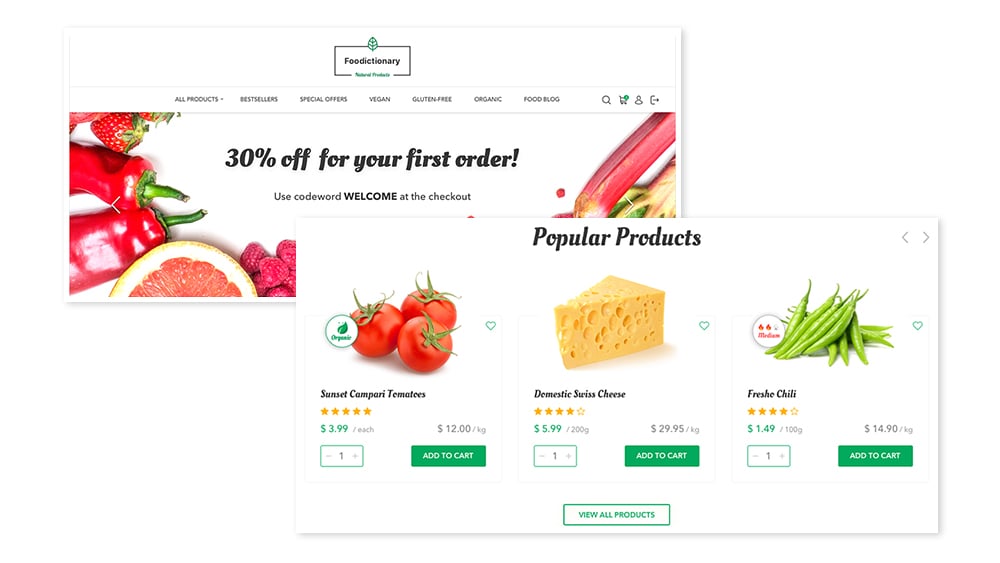 Foodictionary
Natural Products
ALL PRODUCTS BESTSELLERS SPECIAL OFFERS VEGAN GLUTEN-FREE ORGANIC FOOD BLOG
30% off for your first order!
Use codeword WELCOME at the checkout
Popular Products
Organic
Medium
Sunset Campari Tomatoes
$ 3.99 / each $ 12.00 / kg
1 ADD TO CART
Domestic Swiss Cheese
$ 5.99 / 200g $ 29.95 / kg
1 ADD TO CART
Fresho Chili
$ 1.49 / 100g $ 14.90 / kg
1 ADD TO CART
VIEW ALL PRODUCTS